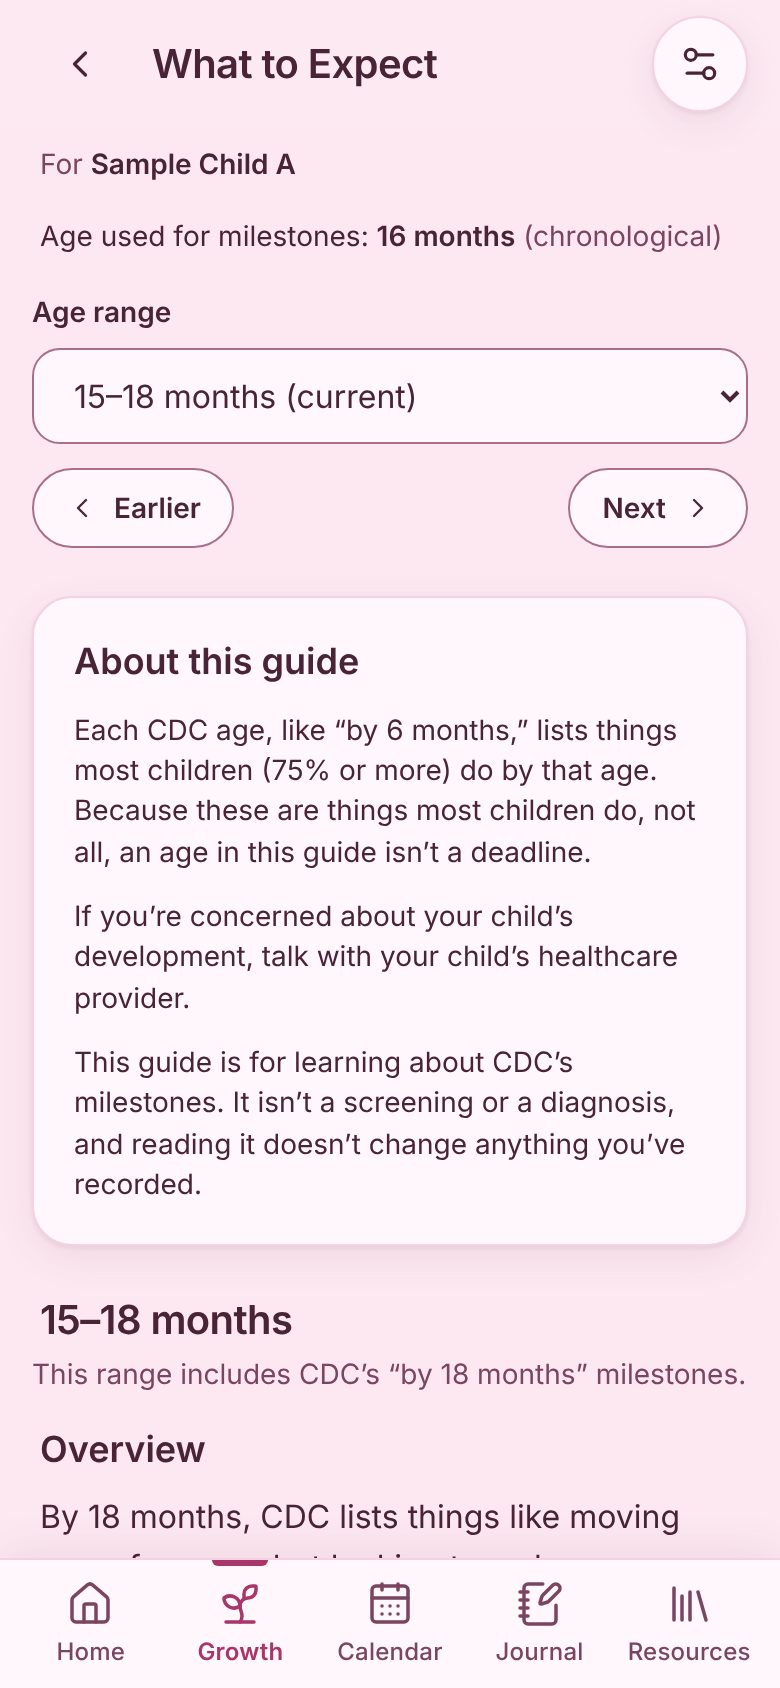 What to Expect
For Sample Child A
Age used for milestones: 16 months (chronological)
Age range
15–18 months (current)
Earlier
Next
About this guide
Each CDC age, like “by 6 months,” lists things
most children (75% or more) do by that age.
Because these are things most children do, not
all, an age in this guide isn’t a deadline.
If you’re concerned about your child’s
development, talk with your child’s healthcare
provider.
This guide is for learning about CDC’s
milestones. It isn’t a screening or a diagnosis,
and reading it doesn’t change anything you’ve
recorded.
15–18 months
This range includes CDC’s “by 18 months” milestones.
Overview
By 18 months, CDC lists things like moving
Home
Growth
Calendar
Journal
Resources